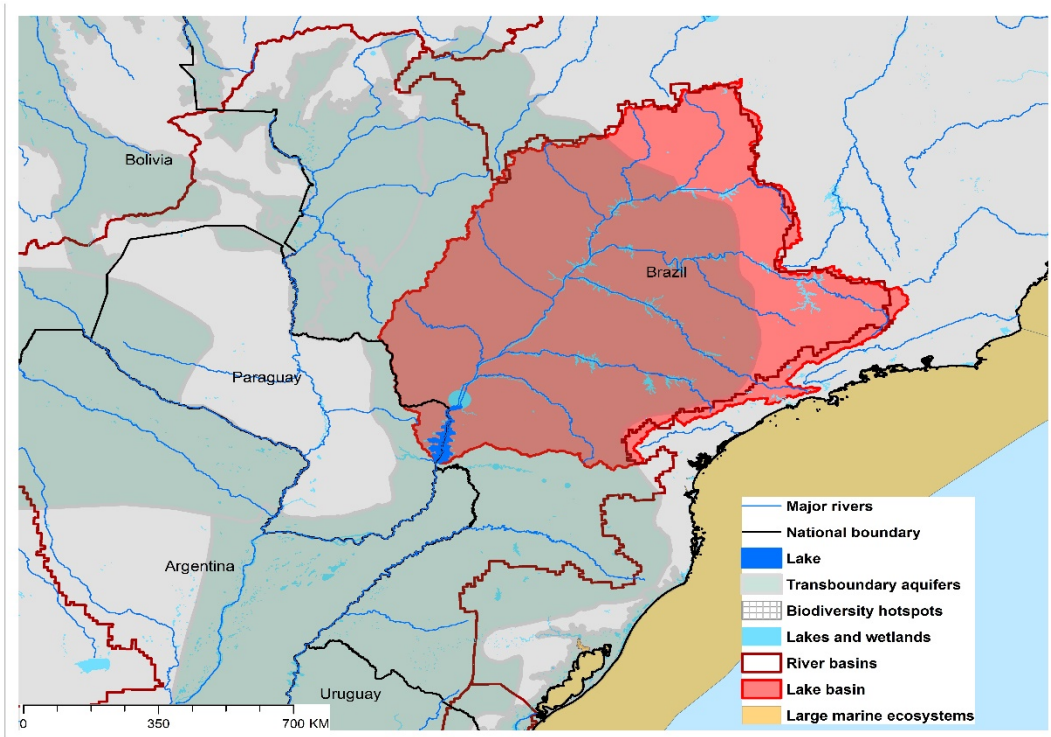 Bolivia
Brazil
Paraguay
Argentina
Uruguay
Major rivers
National boundary
Lake
Transboundary aquifers
Biodiversity hotspots
Lakes and wetlands
River basins
Lake basin
Large marine ecosystems
0 350 700 KM